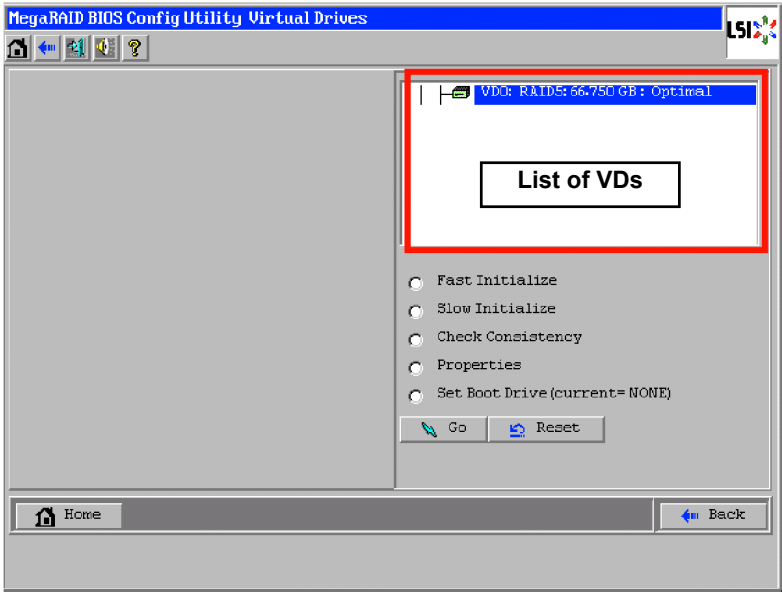 MegaRAID BIOS Config Utility Virtual Drives
LSI
?
VD0: RAID5: 66.750 GB: Optimal
List of VDs
Fast Initialize
Slow Initialize
Check Consistency
Properties
Set Boot Drive (current= NONE)
Go
Reset
Home
Back